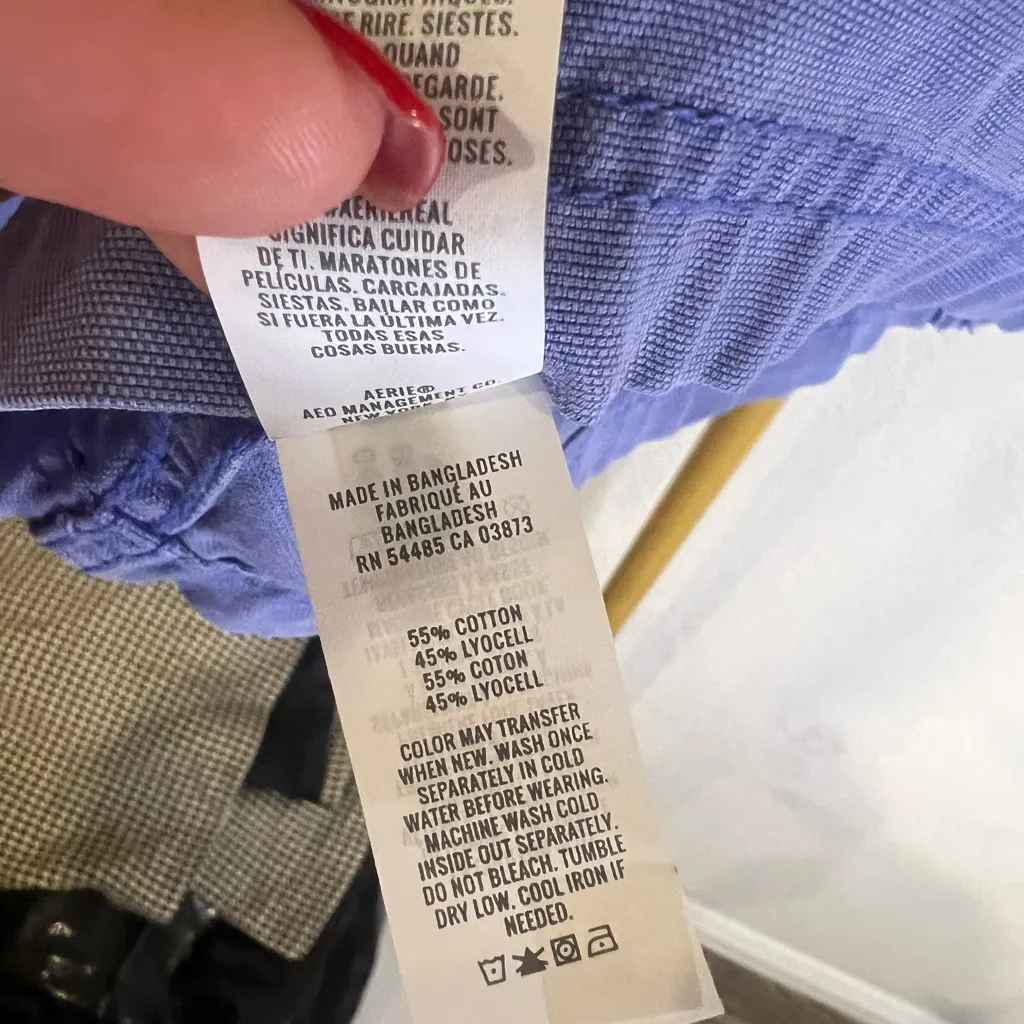 RIRE. SIESTES.
QUAND
SONT
SIGNIFICA CUIDAR
DE TI. MARATONES DE
PELÍCULAS. CARCAJADAS.
SIESTAS. BAILAR COMO
SI FUERA LA ÚLTIMA VEZ.
TODAS ESAS
COSAS BUENAS.
AERIE®
AEO MANAGEMENT CO.
NEW YORK
MADE IN BANGLADESH
FABRIQUÉ AU
BANGLADESH
RN 54485 CA 03873
55% COTTON
45% LYOCELL
55% COTON
45% LYOCELL
COLOR MAY TRANSFER
WHEN NEW. WASH ONCE
SEPARATELY IN COLD
WATER BEFORE WEARING.
MACHINE WASH COLD
INSIDE OUT SEPARATELY.
DO NOT BLEACH. TUMBLE
DRY LOW. COOL IRON IF
NEEDED.